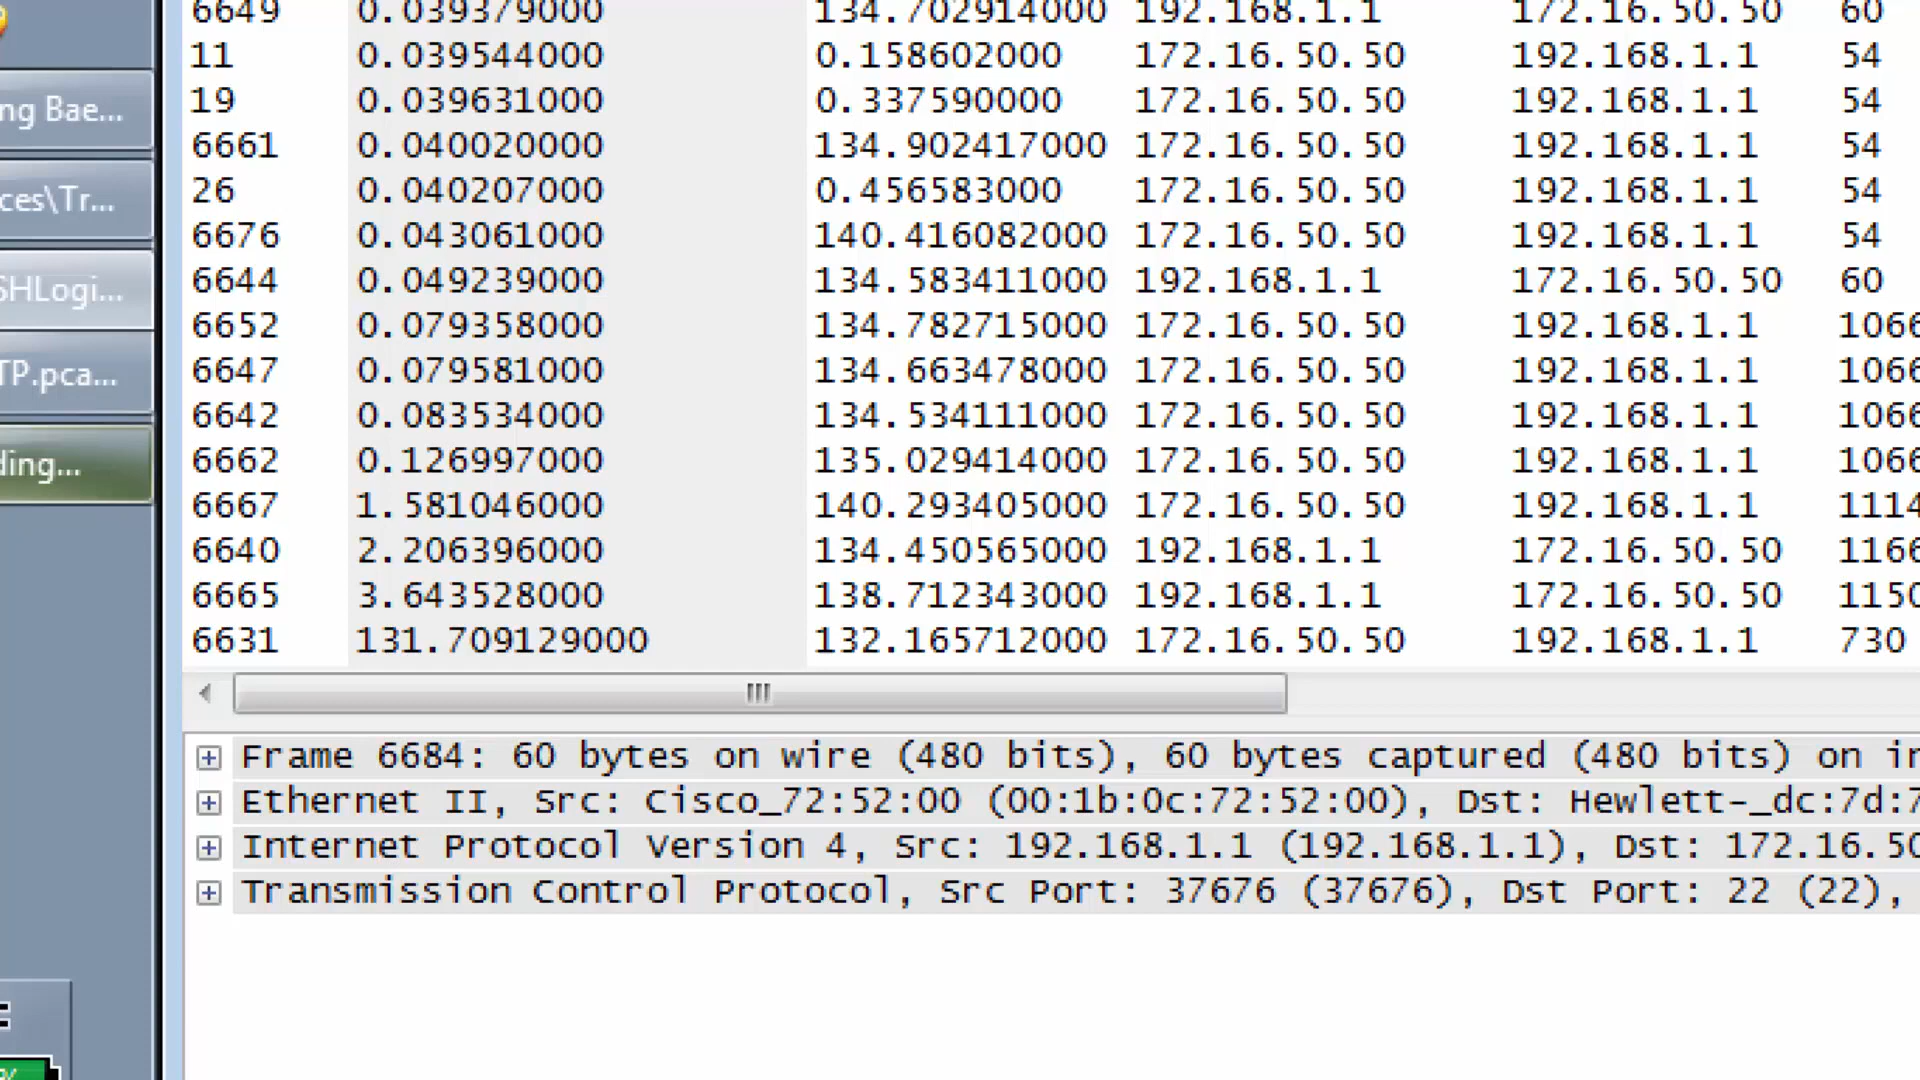 6649 0.039379000 134.702914000 192.168.1.1 172.16.50.50 60
11 0.039544000 0.158602000 172.16.50.50 192.168.1.1 54
19 0.039631000 0.337590000 172.16.50.50 192.168.1.1 54
6661 0.040020000 134.902417000 172.16.50.50 192.168.1.1 54
26 0.040207000 0.456583000 172.16.50.50 192.168.1.1 54
6676 0.043061000 140.416082000 172.16.50.50 192.168.1.1 54
6644 0.049239000 134.583411000 192.168.1.1 172.16.50.50 60
6652 0.079358000 134.782715000 172.16.50.50 192.168.1.1 1066
6647 0.079581000 134.663478000 172.16.50.50 192.168.1.1 1066
6642 0.083534000 134.534111000 172.16.50.50 192.168.1.1 1066
6662 0.126997000 135.029414000 172.16.50.50 192.168.1.1 1066
6667 1.581046000 140.293405000 172.16.50.50 192.168.1.1 1114
6640 2.206396000 134.450565000 192.168.1.1 172.16.50.50 1166
6665 3.643528000 138.712343000 192.168.1.1 172.16.50.50 1150
6631 131.709129000 132.165712000 172.16.50.50 192.168.1.1 730
ng Bae...
ces\Tr...
SHLogi...
TP.pca...
ding...
Frame 6684: 60 bytes on wire (480 bits), 60 bytes captured (480 bits) on in
Ethernet II, Src: Cisco_72:52:00 (00:1b:0c:72:52:00), Dst: Hewlett-_dc:7d:7
Internet Protocol Version 4, Src: 192.168.1.1 (192.168.1.1), Dst: 172.16.50
Transmission Control Protocol, Src Port: 37676 (37676), Dst Port: 22 (22),